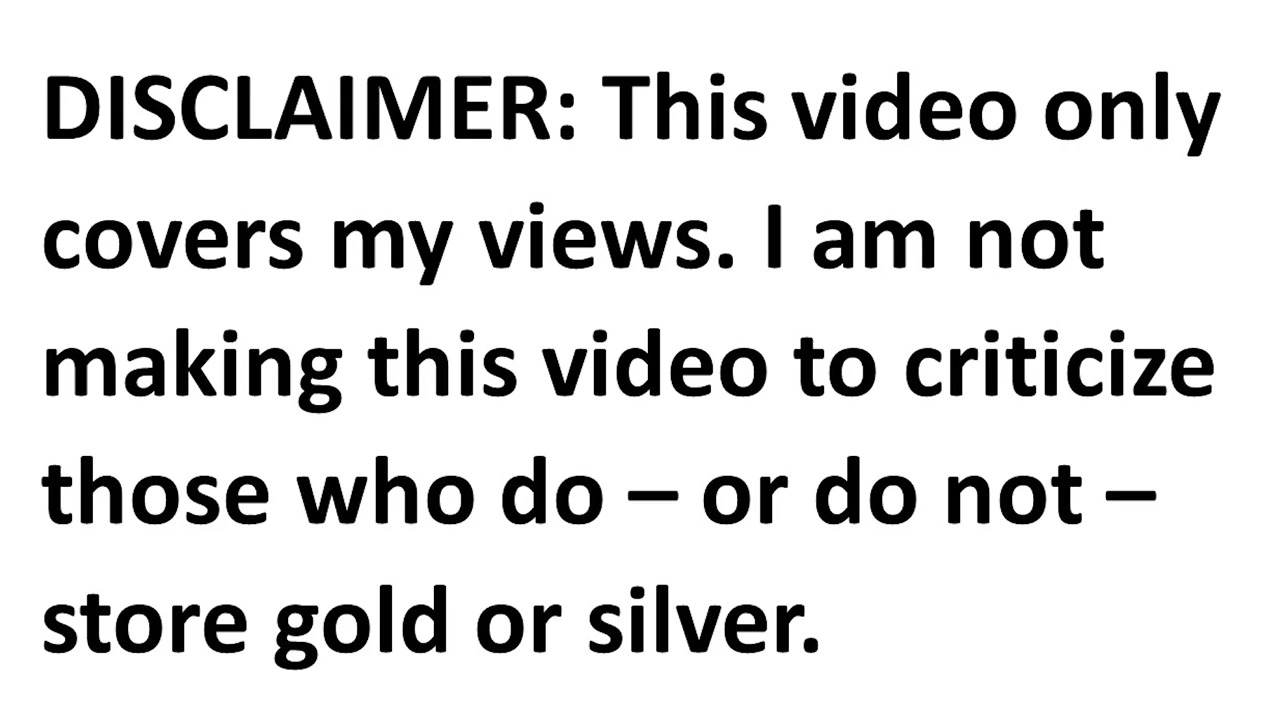 DISCLAIMER: This video only
covers my views. I am not
making this video to criticize
those who do – or do not –
store gold or silver.